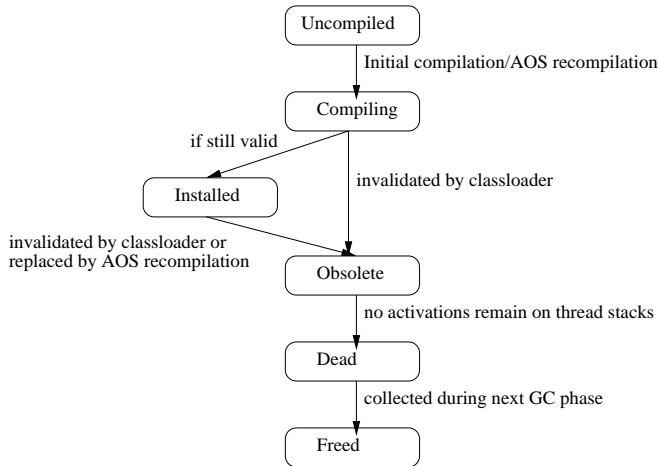 Uncompiled
Initial compilation/AOS recompilation
Compiling
if still valid
invalidated by classloader
Installed
invalidated by classloader or
replaced by AOS recompilation
Obsolete
no activations remain on thread stacks
Dead
collected during next GC phase
Freed